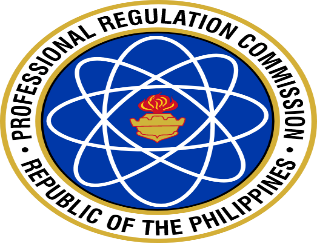 • PROFESSIONAL REGULATION COMMISSION •
REPUBLIC OF THE PHILIPPINES